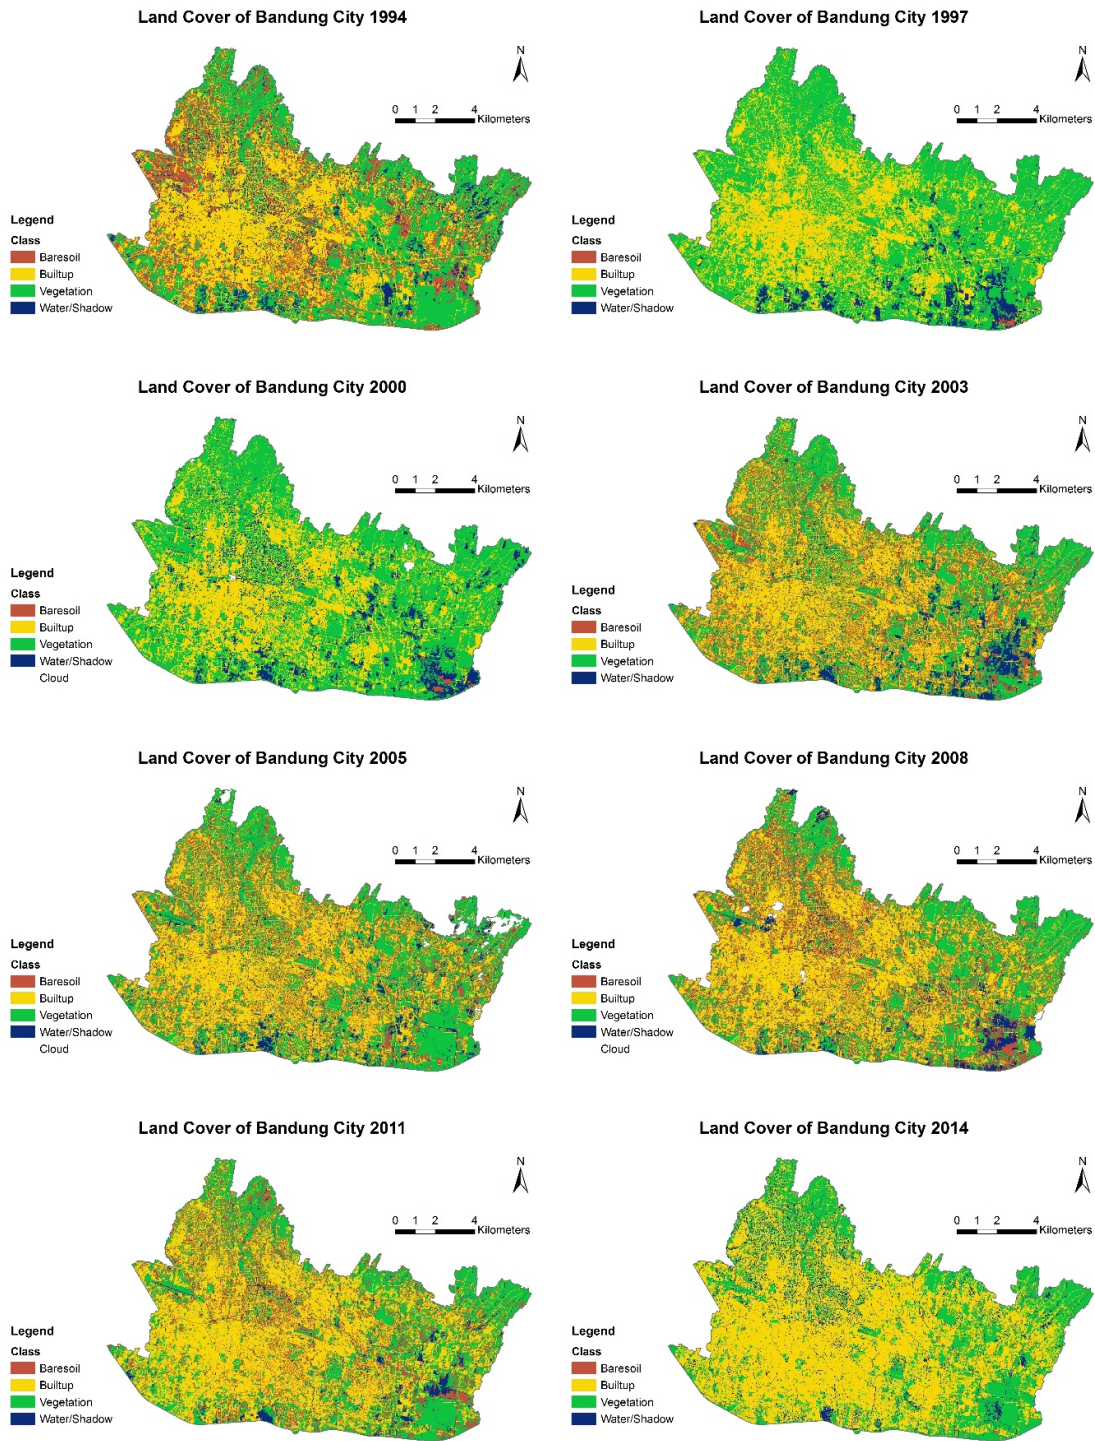 Land Cover of Bandung City 1994
N
0 1 2 4
Kilometers
Legend
Class
Baresoil
Builtup
Vegetation
Water/Shadow
Land Cover of Bandung City 1997
N
0 1 2 4
Kilometers
Legend
Class
Baresoil
Builtup
Vegetation
Water/Shadow
Land Cover of Bandung City 2000
N
0 1 2 4
Kilometers
Legend
Class
Baresoil
Builtup
Vegetation
Water/Shadow
Cloud
Land Cover of Bandung City 2003
N
0 1 2 4
Kilometers
Legend
Class
Baresoil
Builtup
Vegetation
Water/Shadow
Land Cover of Bandung City 2005
N
0 1 2 4
Kilometers
Legend
Class
Baresoil
Builtup
Vegetation
Water/Shadow
Cloud
Land Cover of Bandung City 2008
N
0 1 2 4
Kilometers
Legend
Class
Baresoil
Builtup
Vegetation
Water/Shadow
Cloud
Land Cover of Bandung City 2011
N
0 1 2 4
Kilometers
Legend
Class
Baresoil
Builtup
Vegetation
Water/Shadow
Land Cover of Bandung City 2014
N
0 1 2 4
Kilometers
Legend
Class
Baresoil
Builtup
Vegetation
Water/Shadow